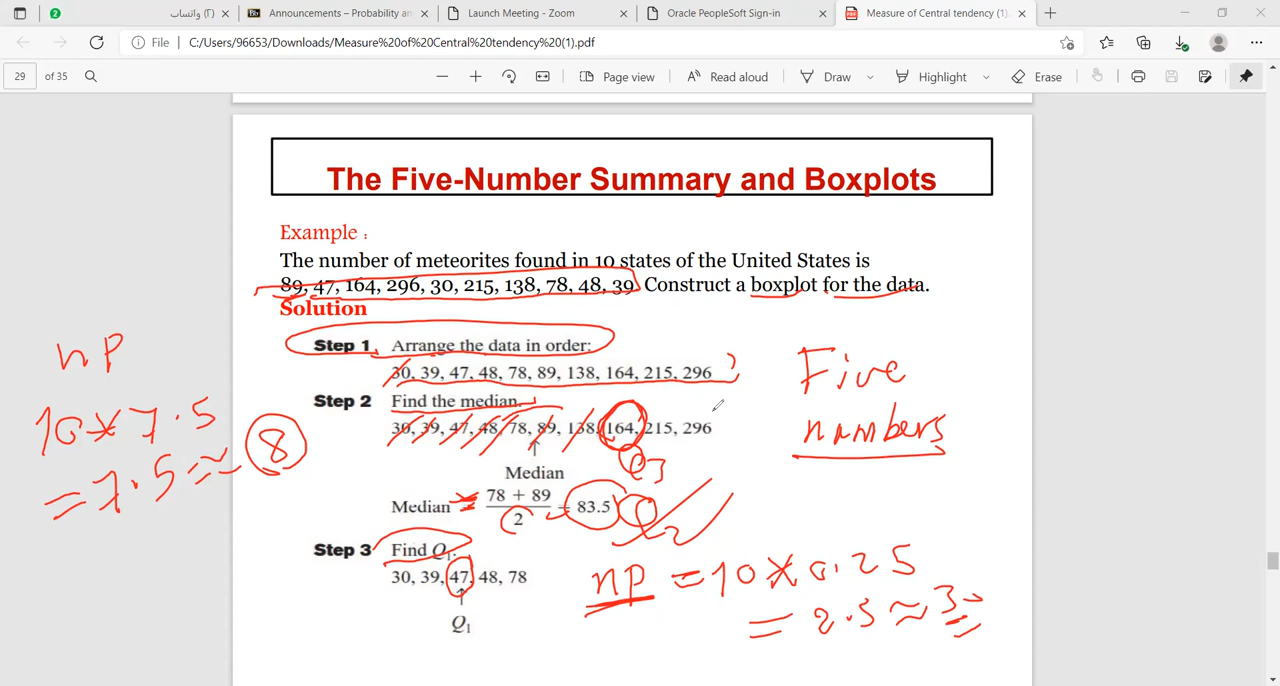 واتساب (٢)
Announcements – Probability an
Launch Meeting - Zoom
Oracle PeopleSoft Sign-in
Measure of Central tendency (1).
File
C:/Users/96653/Downloads/Measure%20of%20Central%20tendency%20(1).pdf
29 of 35
Page view
Read aloud
Draw
Highlight
Erase
The Five-Number Summary and Boxplots
Example :
The number of meteorites found in 10 states of the United States is
89, 47, 164, 296, 30, 215, 138, 78, 48, 39. Construct a boxplot for the data.
Solution
Step 1 Arrange the data in order:
30, 39, 47, 48, 78, 89, 138, 164, 215, 296
Step 2 Find the median.
30, 39, 47, 48, 78, 89, 138, 164, 215, 296
Median
Median = 78 + 89 / 2 = 83.5
Step 3 Find Q1.
30, 39, 47, 48, 78
Q1
np
10 * 7.5
= 7.5 ≈ 8
Five
numbers
Q3
Q2
np = 10 * 0.25
= 2.5 ≈ 3